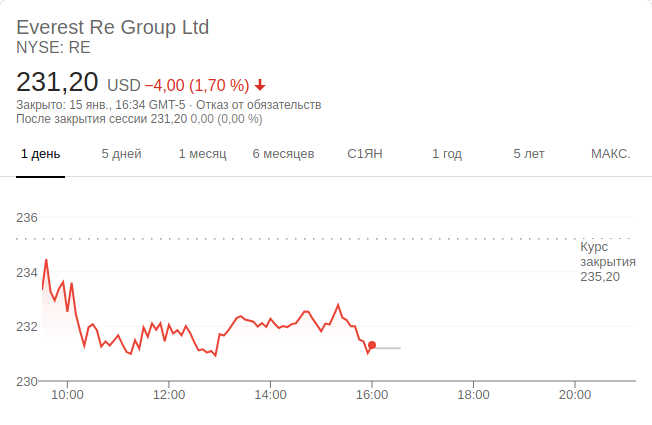 Everest Re Group Ltd
NYSE: RE
231,20 USD −4,00 (1,70 %)
Закрыто: 15 янв., 16:34 GMT-5 · Отказ от обязательств
После закрытия сессии 231,20 0,00 (0,00 %)
1 день 5 дней 1 месяц 6 месяцев С1ЯН 1 год 5 лет МАКС.
236
Курс
закрытия
235,20
234
232
230
10:00 12:00 14:00 16:00 18:00 20:00